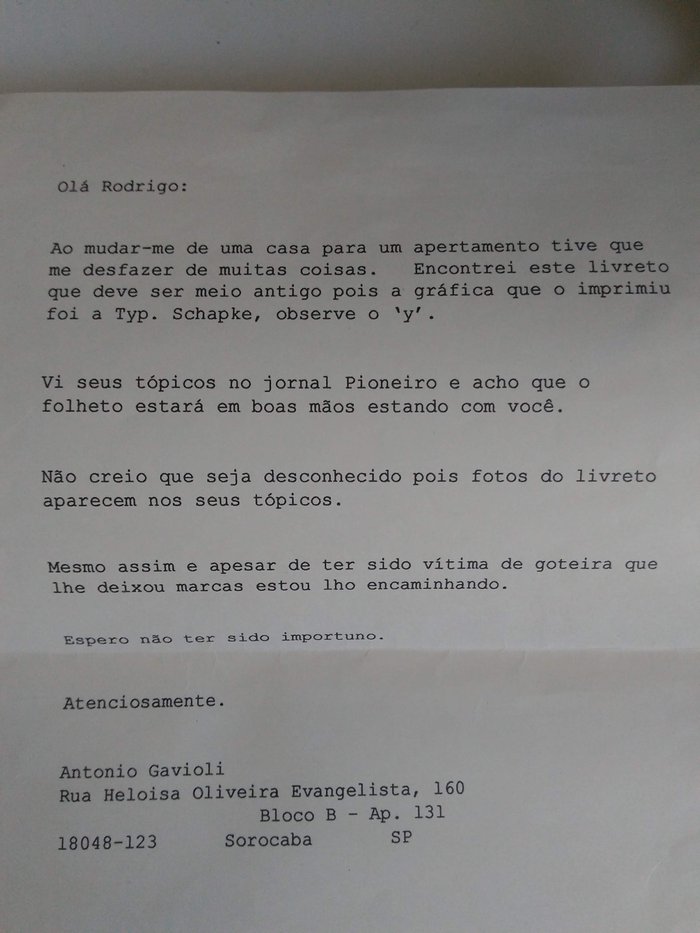 Olá Rodrigo:
Ao mudar-me de uma casa para um apertamento tive que
me desfazer de muitas coisas.   Encontrei este livreto
que deve ser meio antigo pois a gráfica que o imprimiu
foi a Typ. Schapke, observe o ‘y’.
Vi seus tópicos no jornal Pioneiro e acho que o
folheto estará em boas mãos estando com você.
Não creio que seja desconhecido pois fotos do livreto
aparecem nos seus tópicos.
Mesmo assim e apesar de ter sido vítima de goteira que
lhe deixou marcas estou lho encaminhando.
Espero não ter sido importuno.
Atenciosamente.
Antonio Gavioli
Rua Heloisa Oliveira Evangelista, 160
Bloco B - Ap. 131
18048-123 Sorocaba SP